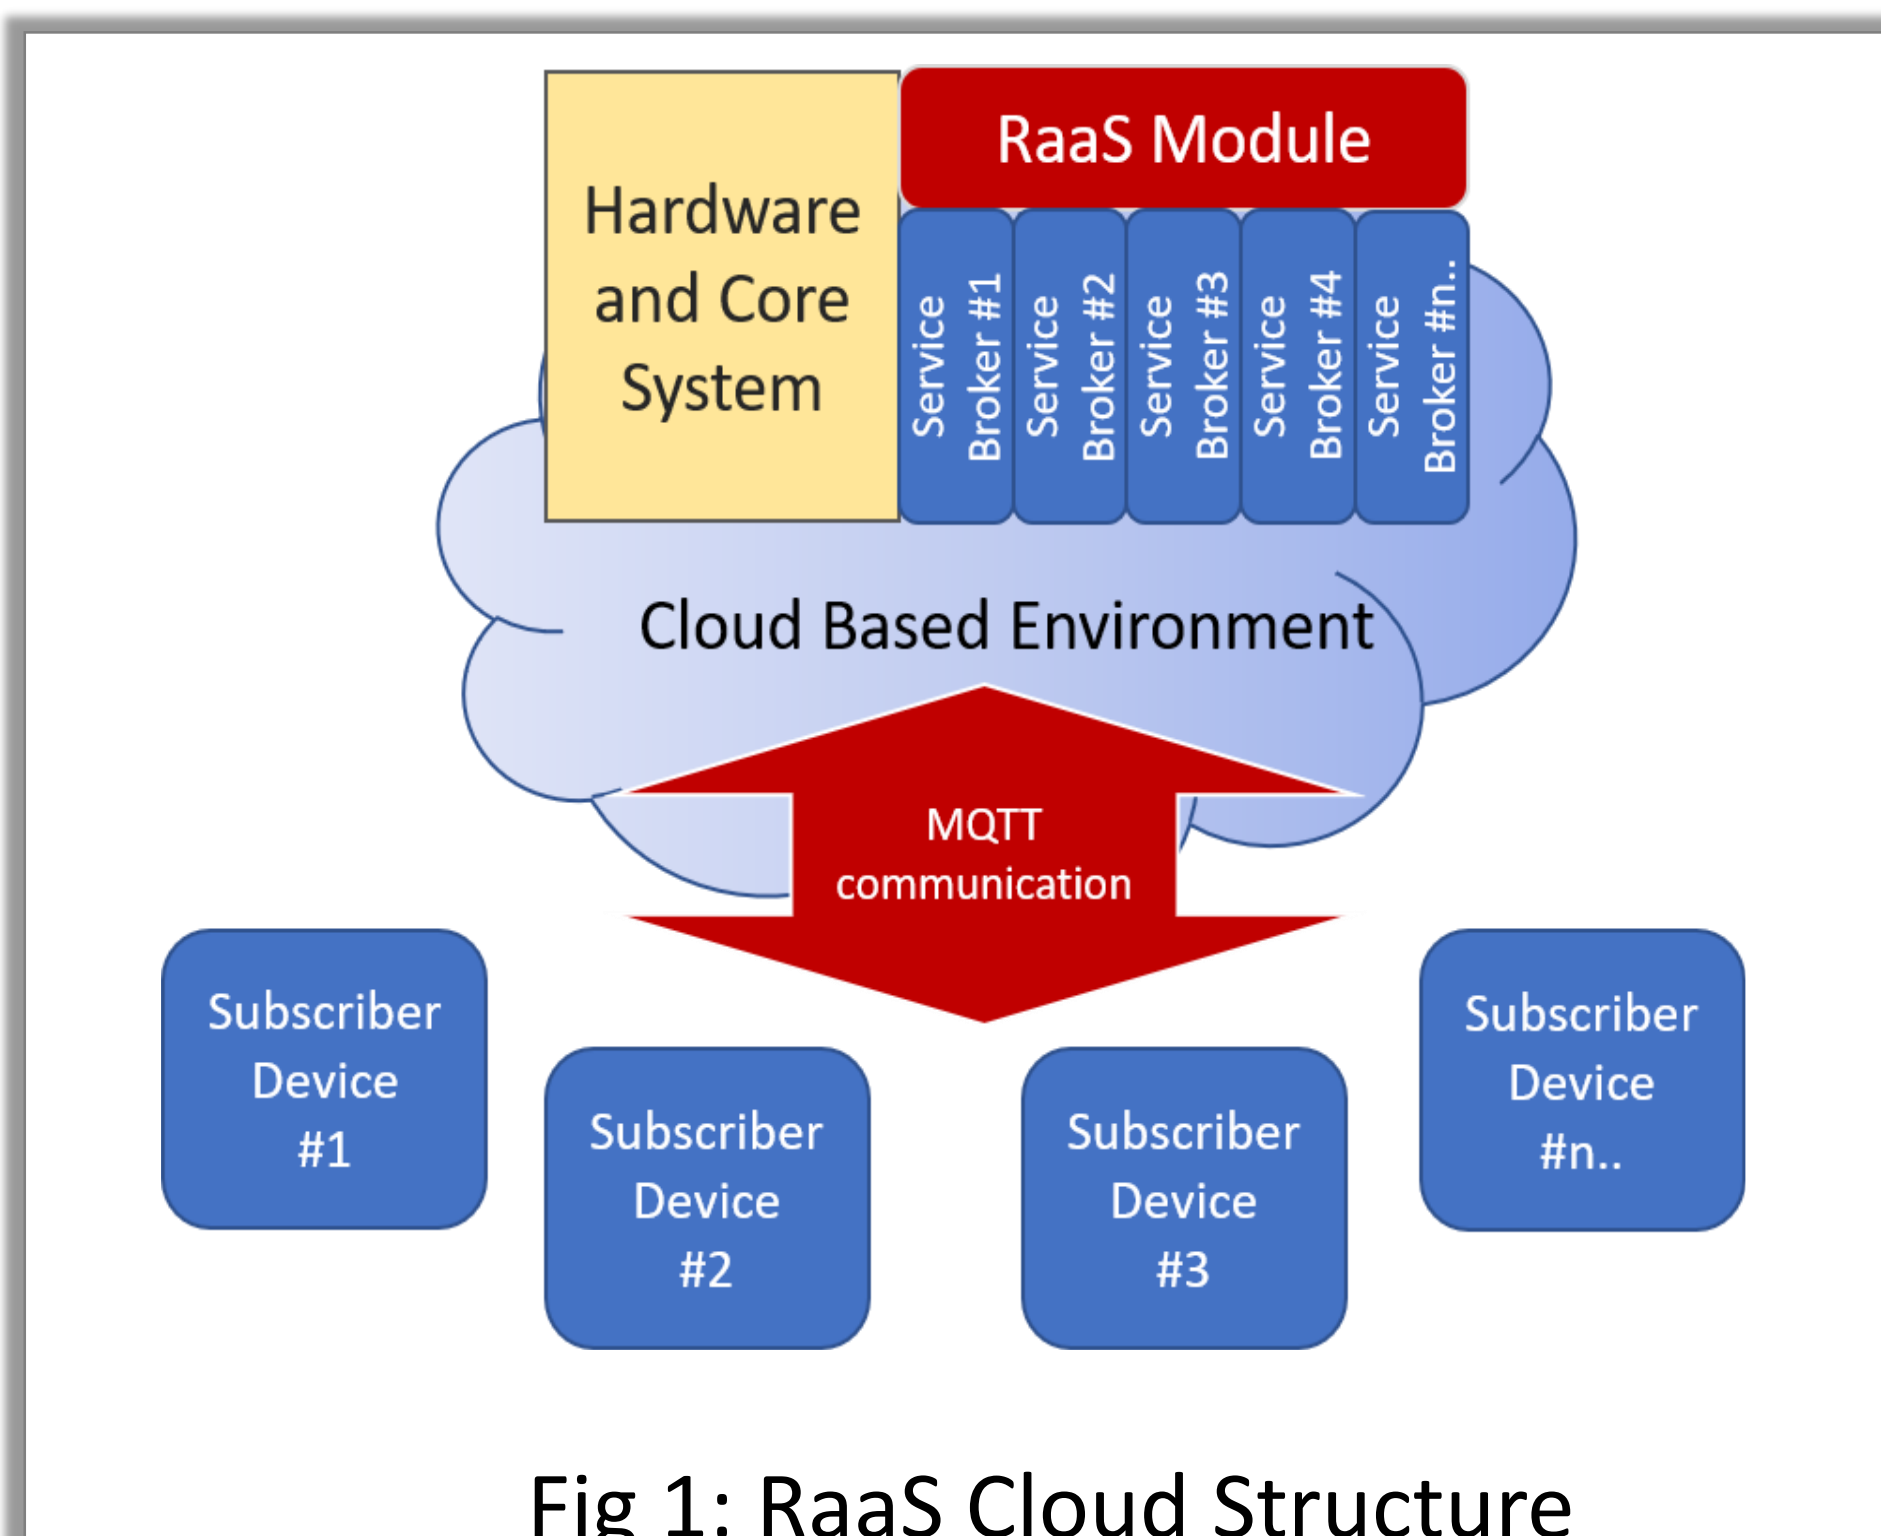 RaaS Module
Hardware
and Core
System
Service
Broker #1
Service
Broker #2
Service
Broker #3
Service
Broker #4
Service
Broker #n..
Cloud Based Environment
MQTT
communication
Subscriber
Device
#1
Subscriber
Device
#2
Subscriber
Device
#3
Subscriber
Device
#n..
Fig 1: RaaS Cloud Structure